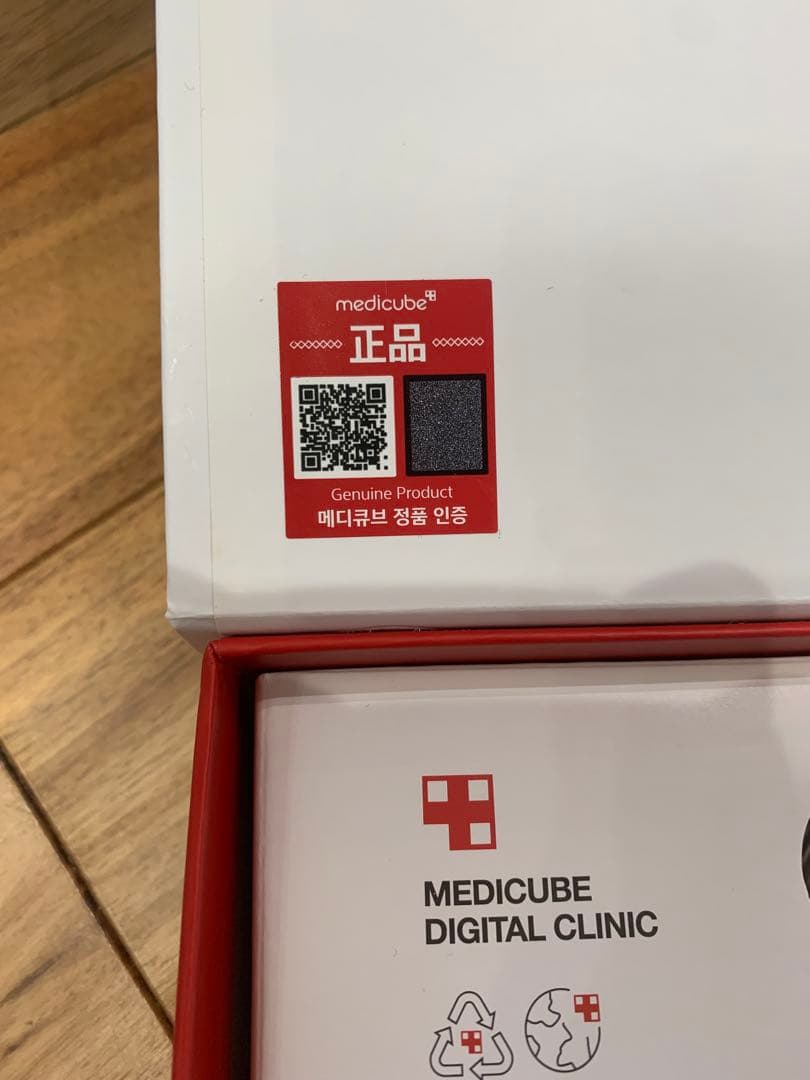 medicube
正品
Genuine Product
메디큐브 정품 인증
MEDICUBE
DIGITAL CLINIC